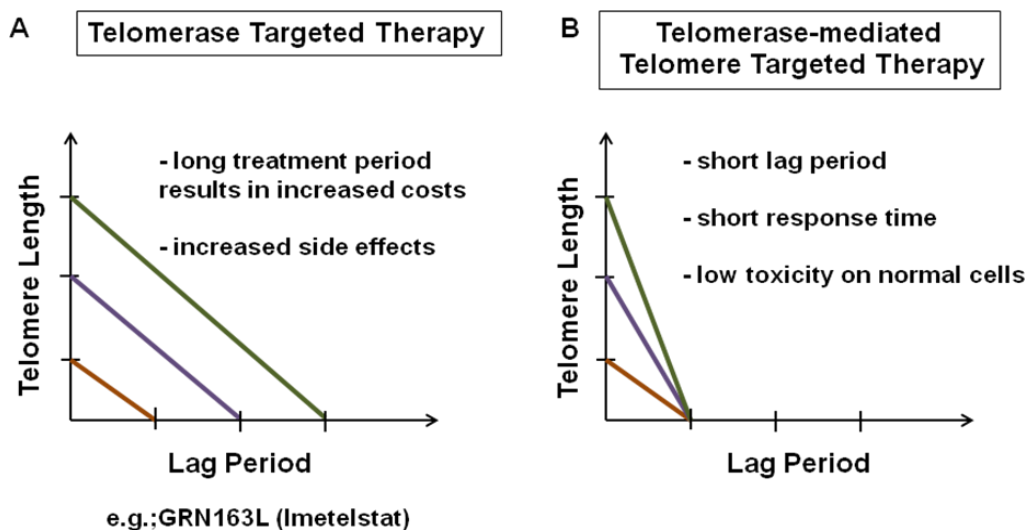 A
Telomerase Targeted Therapy
- long treatment period
results in increased costs
- increased side effects
Telomere Length
Lag Period
e.g.;GRN163L (Imetelstat)
B
Telomerase-mediated
Telomere Targeted Therapy
- short lag period
- short response time
- low toxicity on normal cells
Telomere Length
Lag Period